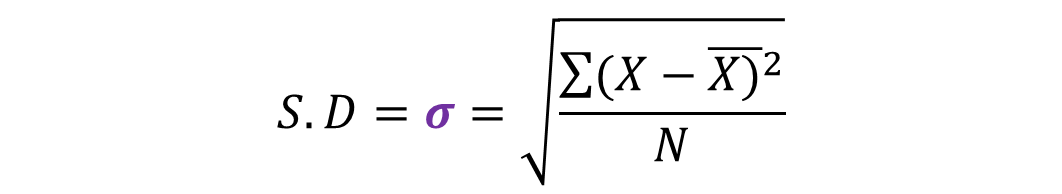 S.D = σ = √(∑(X − X̅)² / N)